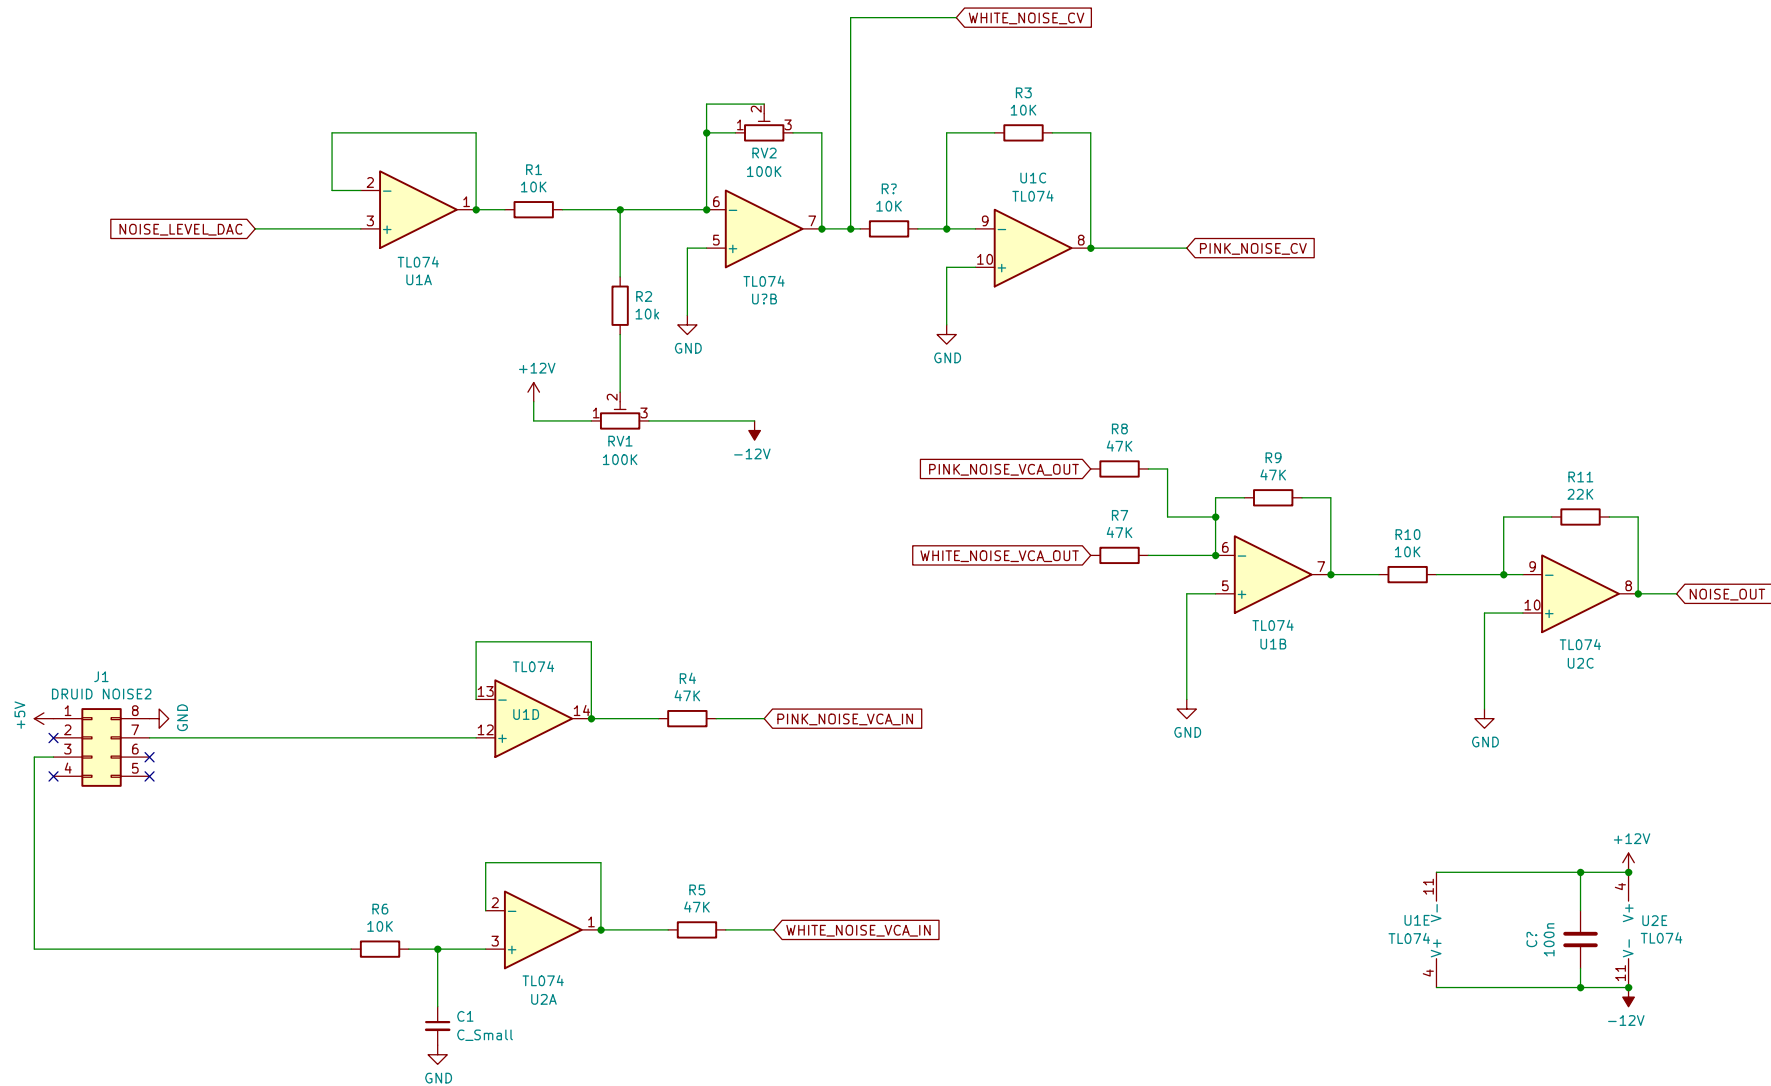 WHITE_NOISE_CV
R3
10K
2
1
3
RV2
100K
R1
10K
U1C
TL074
R?
10K
2
3
1
6
5
7
9
10
8
NOISE_LEVEL_DAC
PINK_NOISE_CV
TL074
U1A
TL074
U?B
R2
10k
GND
GND
+12V
2
1
3
RV1
100K
-12V
R8
47K
PINK_NOISE_VCA_OUT
R9
47K
R11
22K
R7
47K
WHITE_NOISE_VCA_OUT
R10
10K
6
5
7
9
10
8
NOISE_OUT
TL074
U1B
TL074
U2C
GND
GND
J1
DRUID NOISE2
+5V
1
2
3
4
8
7
6
5
GND
TL074
13
12
14
U1D
R4
47K
PINK_NOISE_VCA_IN
R6
10K
2
3
1
R5
47K
WHITE_NOISE_VCA_IN
TL074
U2A
C1
C_Small
GND
+12V
11
V-
U1E
TL074
V+
4
C?
100n
4
V+
U2E
TL074
V-
11
-12V